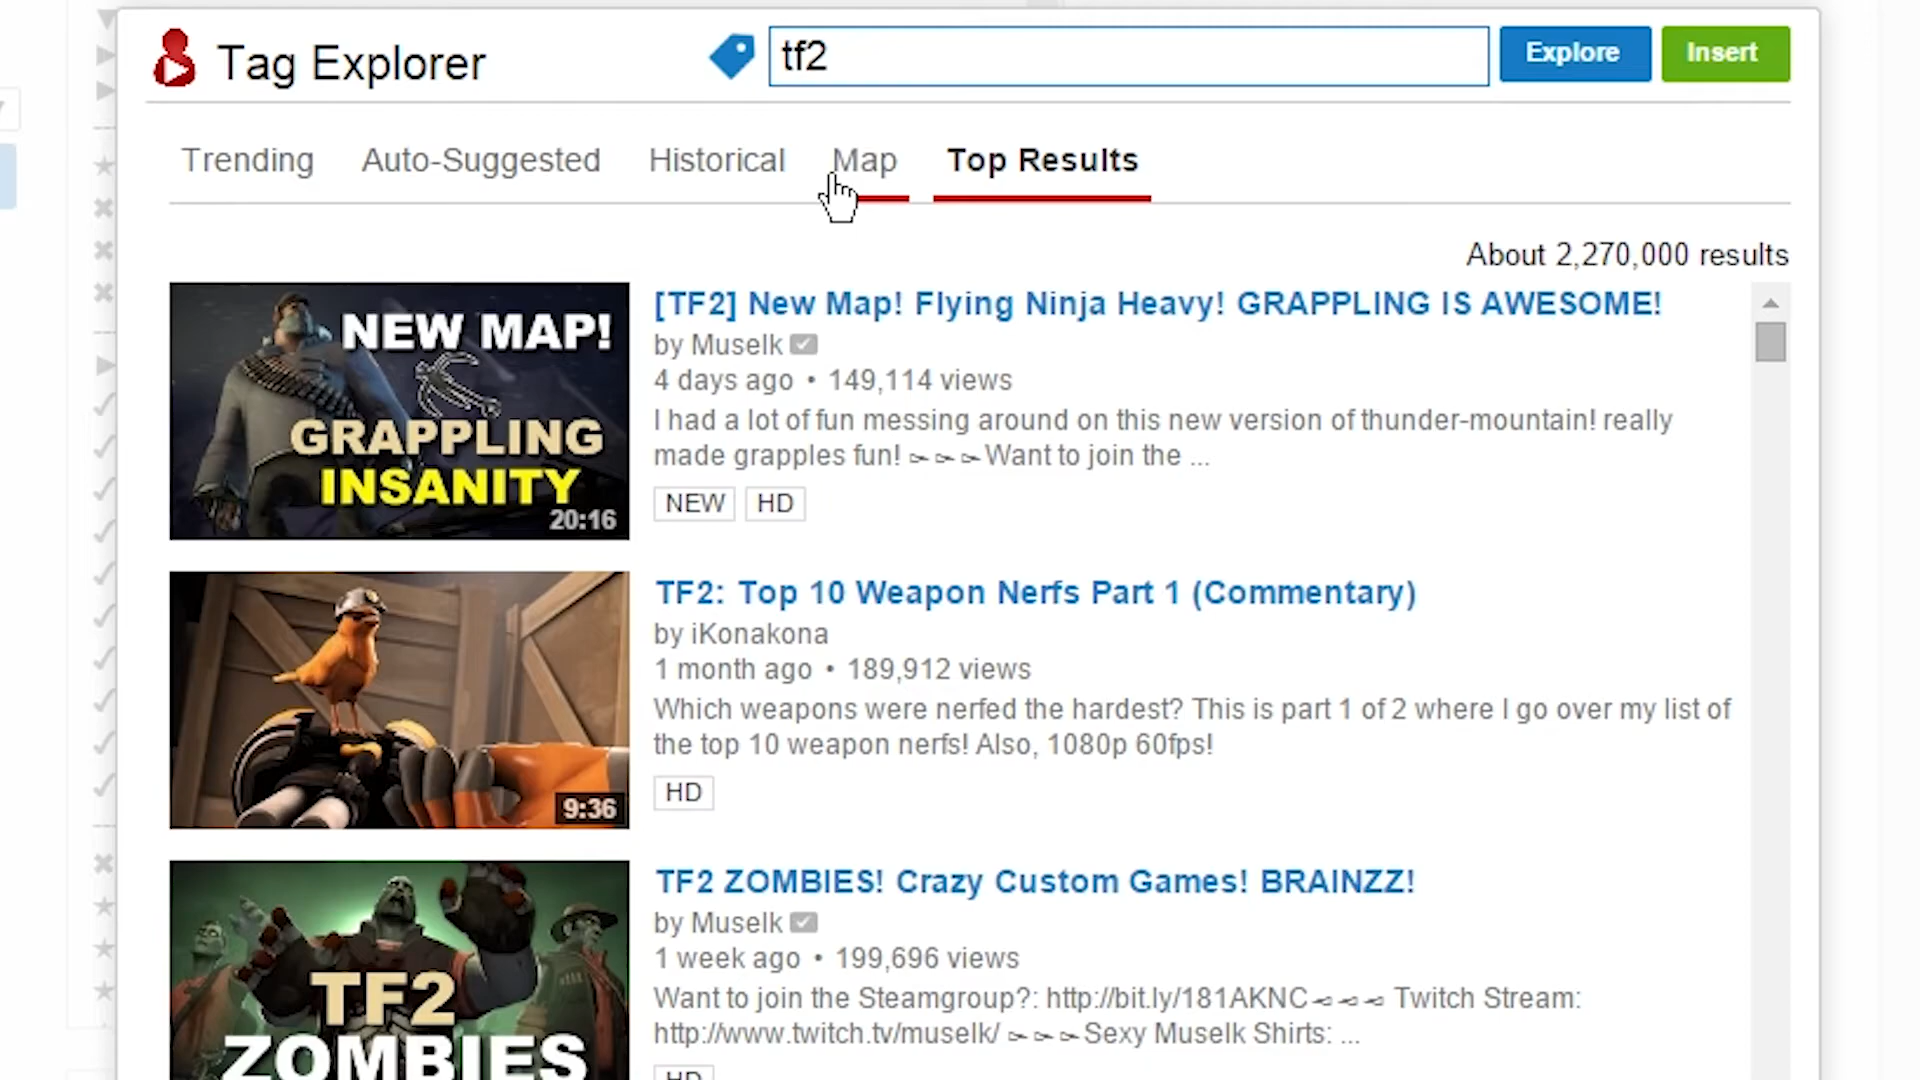 Tag Explorer
tf2
Explore
Insert
Trending
Auto-Suggested
Historical
Map
Top Results
About 2,270,000 results
NEW MAP!
GRAPPLING
INSANITY
20:16
[TF2] New Map! Flying Ninja Heavy! GRAPPLING IS AWESOME!
by Muselk
4 days ago • 149,114 views
I had a lot of fun messing around on this new version of thunder-mountain! really
made grapples fun! ⌲⌲⌲Want to join the ...
NEW
HD
9:36
TF2: Top 10 Weapon Nerfs Part 1 (Commentary)
by iKonakona
1 month ago • 189,912 views
Which weapons were nerfed the hardest? This is part 1 of 2 where I go over my list of
the top 10 weapon nerfs! Also, 1080p 60fps!
HD
TF2
ZOMBIES
TF2 ZOMBIES! Crazy Custom Games! BRAINZZ!
by Muselk
1 week ago • 199,696 views
Want to join the Steamgroup?: http://bit.ly/181AKNC Twitch Stream:
http://www.twitch.tv/muselk/ Sexy Muselk Shirts: ...
HD